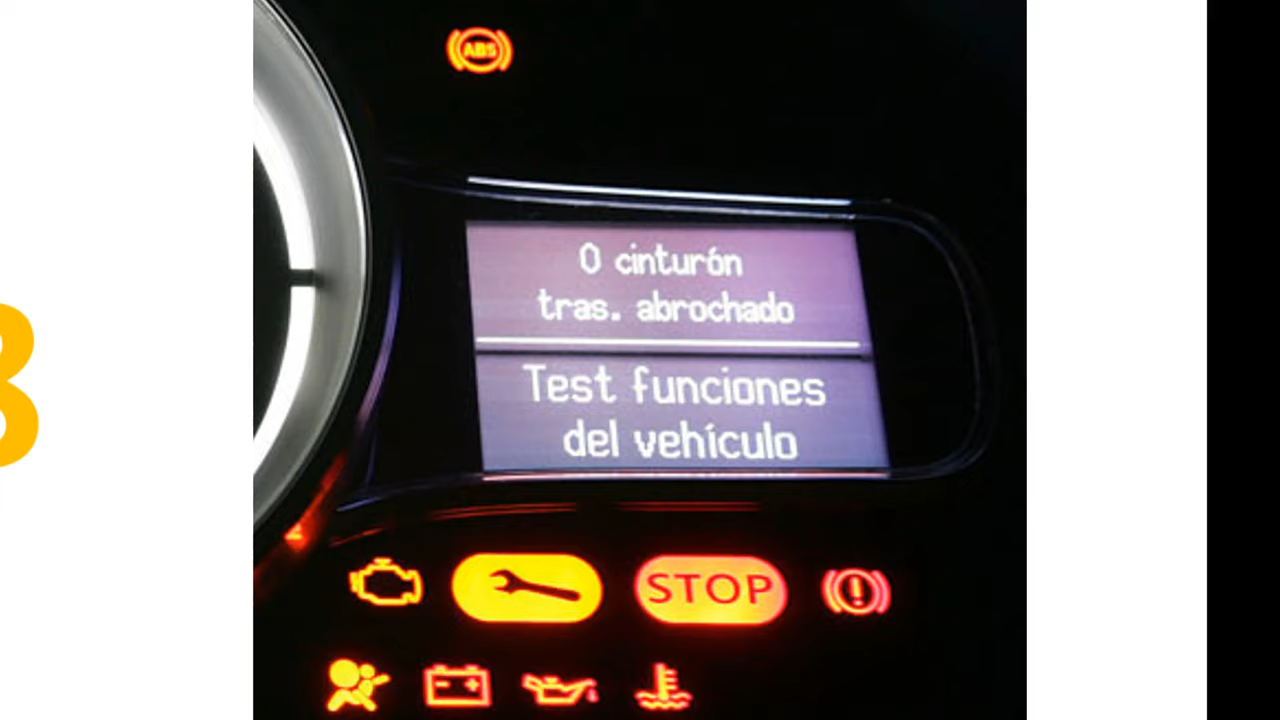 ABS
0 cinturón
tras. abrochado
Test funciones
del vehículo
STOP